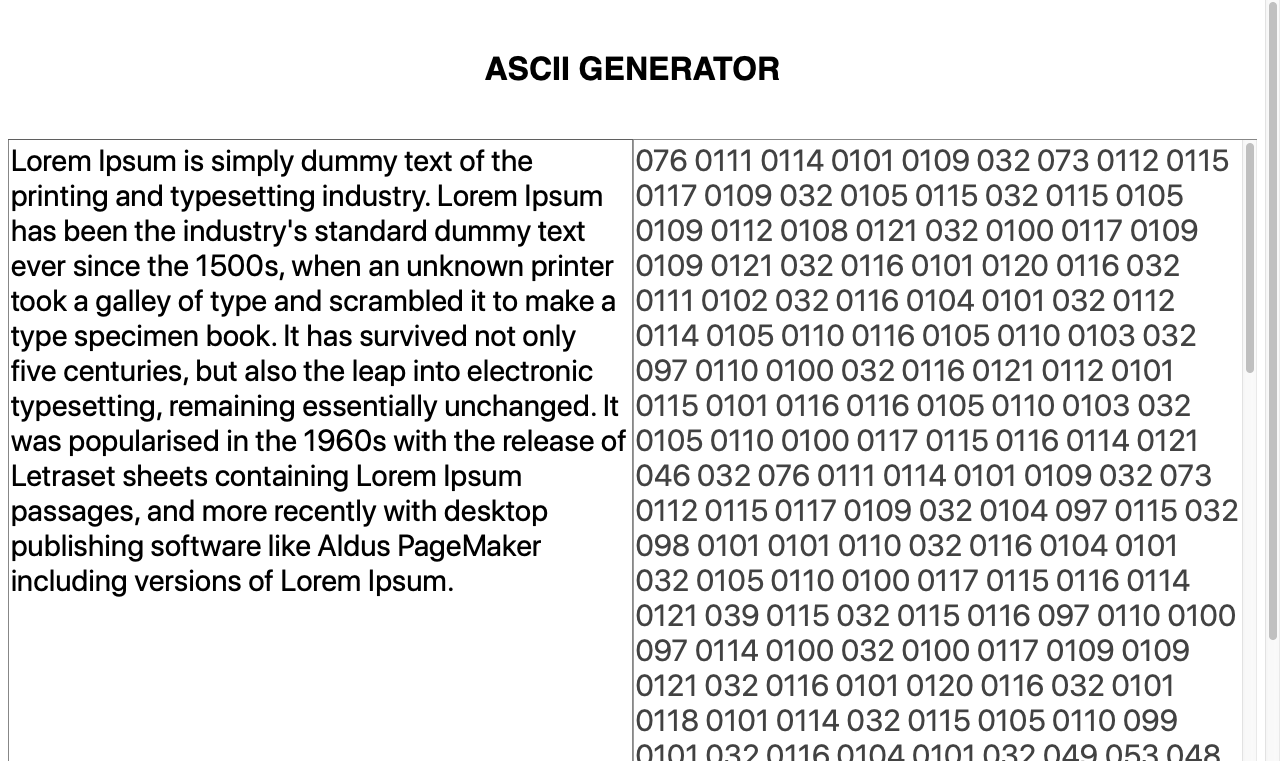 ASCII GENERATOR
Lorem Ipsum is simply dummy text of the
printing and typesetting industry. Lorem Ipsum
has been the industry's standard dummy text
ever since the 1500s, when an unknown printer
took a galley of type and scrambled it to make a
type specimen book. It has survived not only
five centuries, but also the leap into electronic
typesetting, remaining essentially unchanged. It
was popularised in the 1960s with the release of
Letraset sheets containing Lorem Ipsum
passages, and more recently with desktop
publishing software like Aldus PageMaker
including versions of Lorem Ipsum.
076 0111 0114 0101 0109 032 073 0112 0115
0117 0109 032 0105 0115 032 0115 0105
0109 0112 0108 0121 032 0100 0117 0109
0109 0121 032 0116 0101 0120 0116 032
0111 0102 032 0116 0104 0101 032 0112
0114 0105 0110 0116 0105 0110 0103 032
097 0110 0100 032 0116 0121 0112 0101
0115 0101 0116 0116 0105 0110 0103 032
0105 0110 0100 0117 0115 0116 0114 0121
046 032 076 0111 0114 0101 0109 032 073
0112 0115 0117 0109 032 0104 097 0115 032
098 0101 0101 0110 032 0116 0104 0101
032 0105 0110 0100 0117 0115 0116 0114
0121 039 0115 032 0115 0116 097 0110 0100
097 0114 0100 032 0100 0117 0109 0109
0121 032 0116 0101 0120 0116 032 0101
0118 0101 0114 032 0115 0105 0110 099
0101 032 0116 0104 0101 032 049 053 048